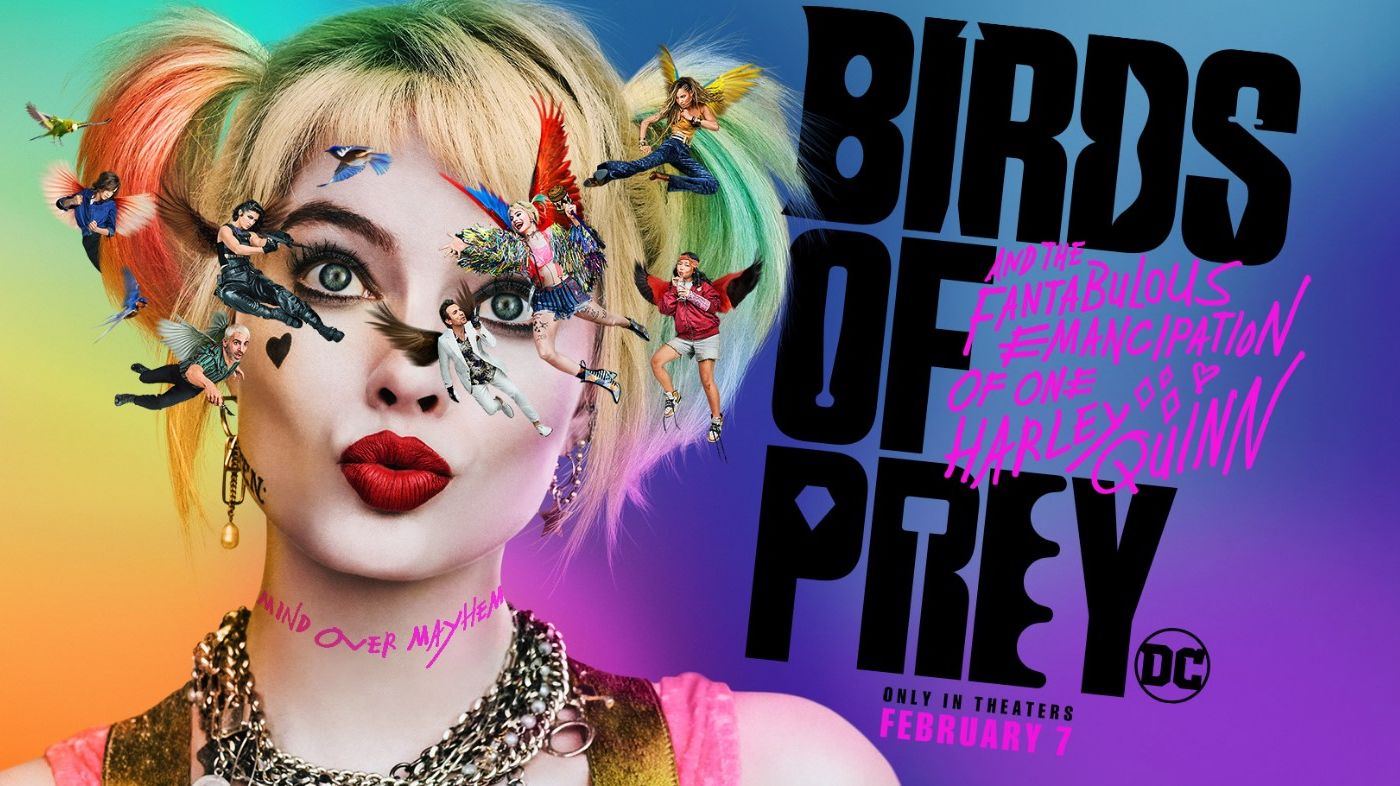 BIRDS
OF
AND THE
FANTABULOUS
EMANCIPATION
OF ONE
HARLEY
QUINN
PREY
DC
ONLY IN THEATERS
FEBRUARY 7
MIND OVER MAYHEM
EN: